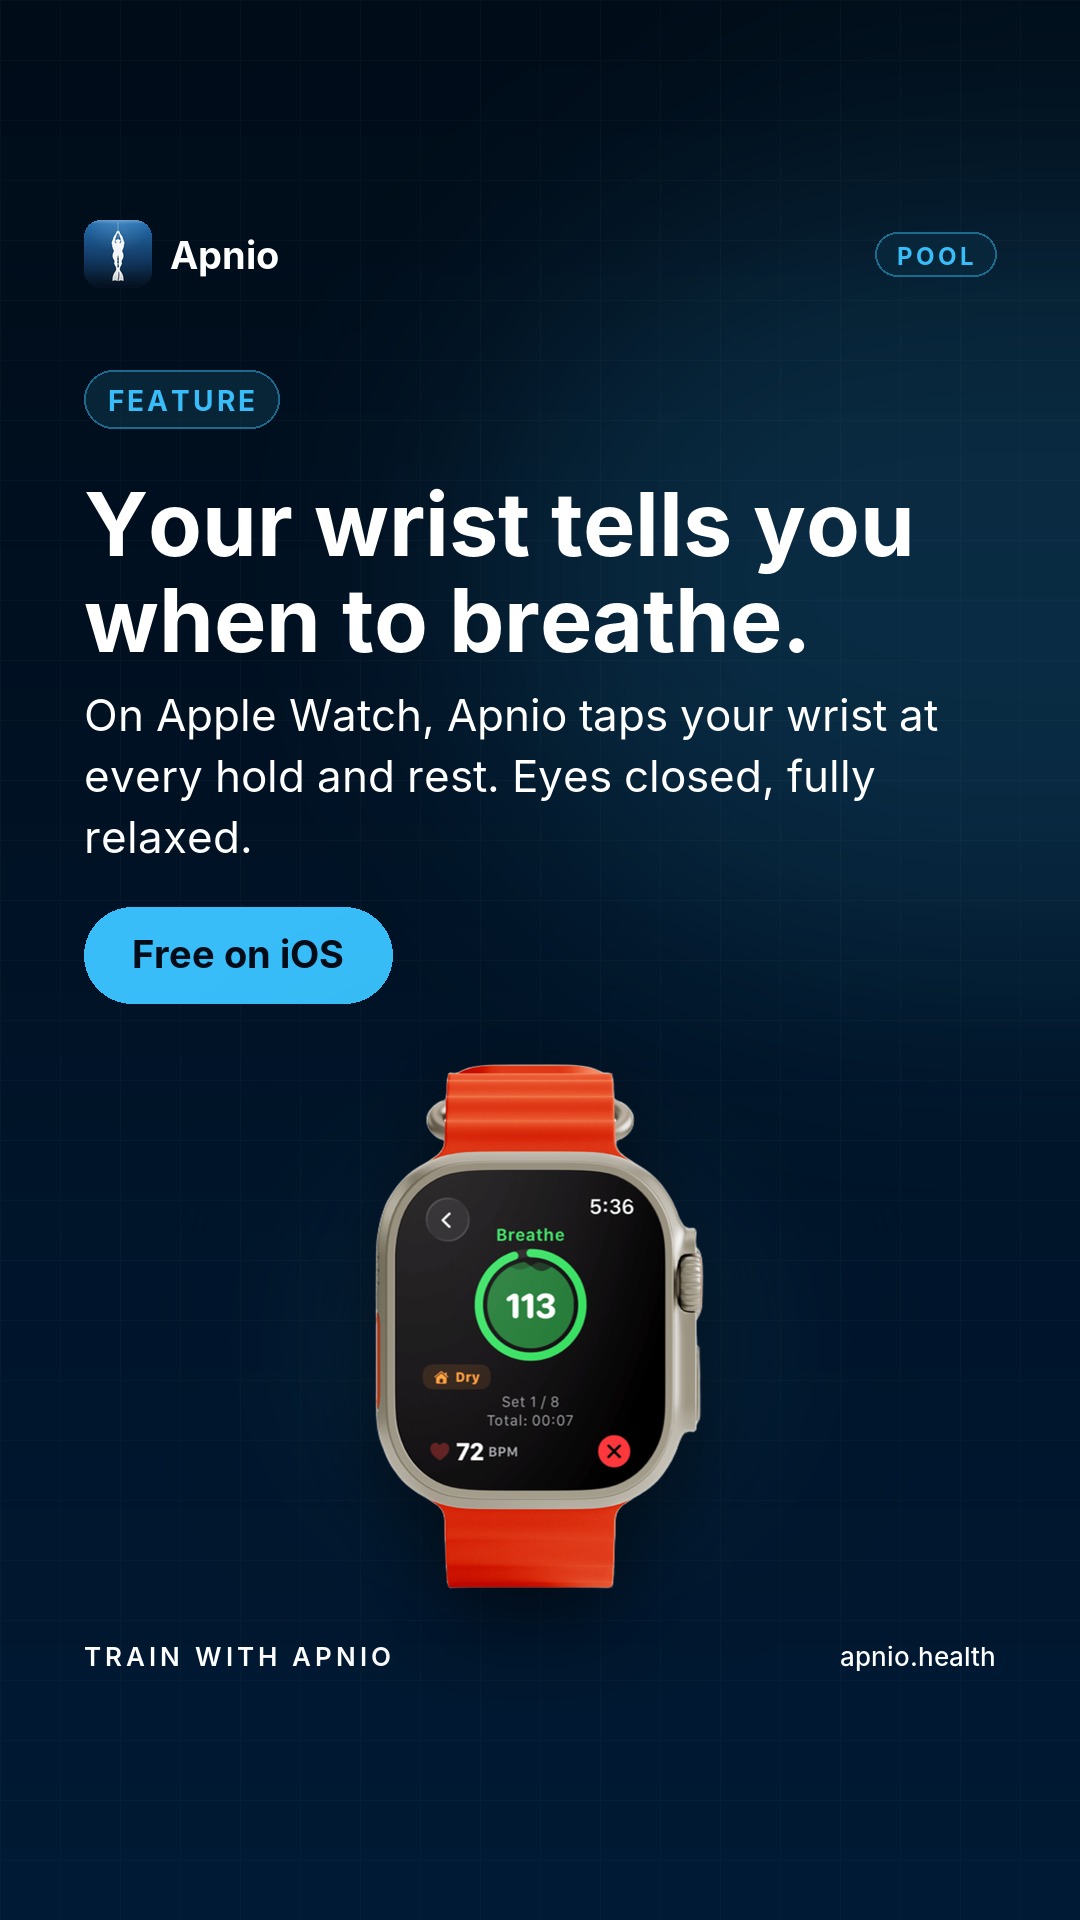 Apnio
POOL
FEATURE
Your wrist tells you
when to breathe.
On Apple Watch, Apnio taps your wrist at
every hold and rest. Eyes closed, fully
relaxed.
Free on iOS
5:36
Breathe
113
Dry
Set 1 / 8
Total: 00:07
72 BPM
TRAIN WITH APNIO
apnio.health